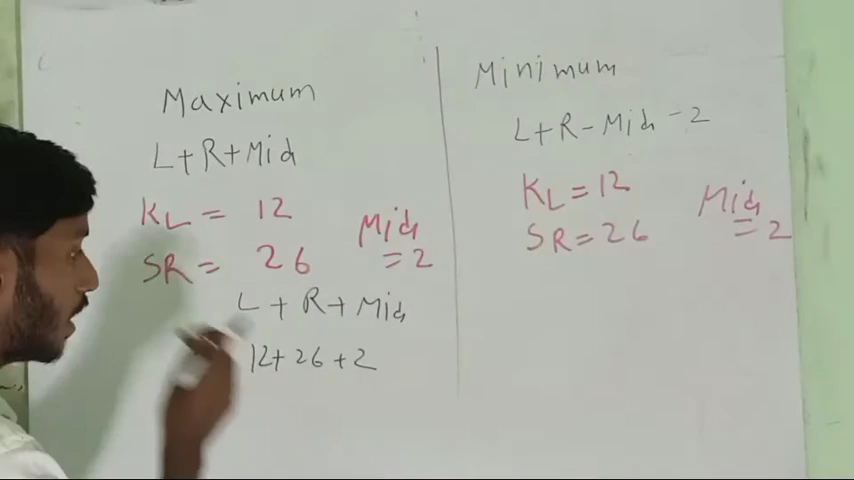 Maximum
L+R+Mid
KL = 12
SR = 26
Mid
=2
L + R + Mid
12+ 26 +2
Minimum
L+R-Mid-2
KL=12
SR=26
Mid
=2